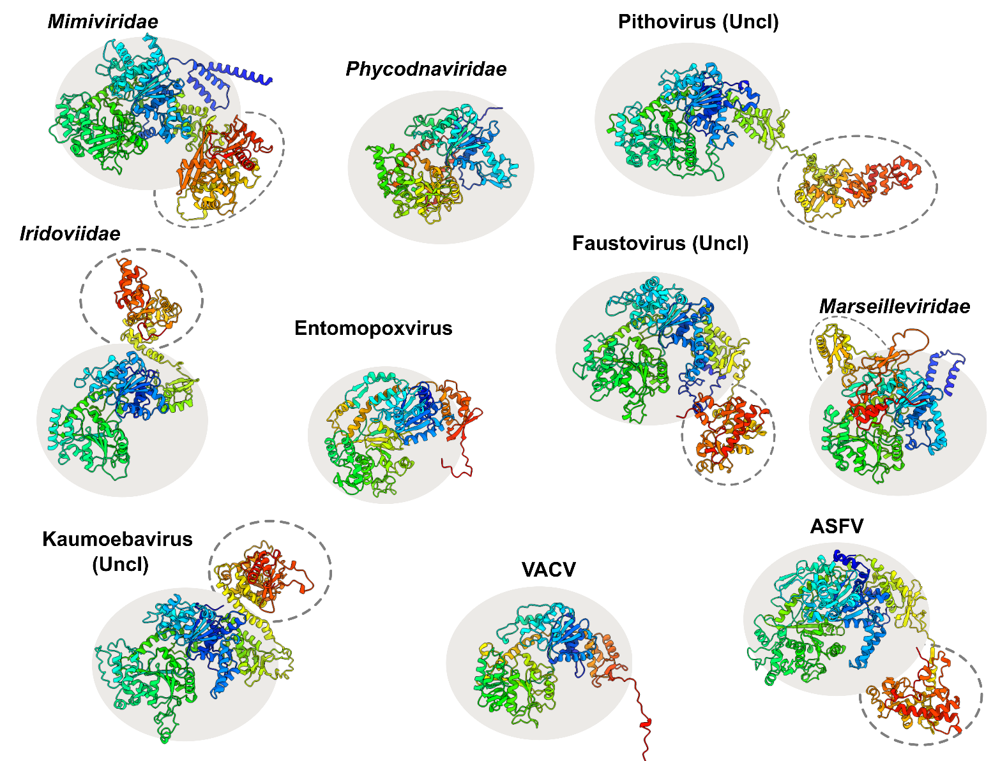 Mimiviridae
Pithovirus (Uncl)
Phycodnaviridae
Iridoviidae
Faustovirus (Uncl)
Marseilleviridae
Entomopoxvirus
Kaumoebavirus
(Uncl)
VACV
ASFV